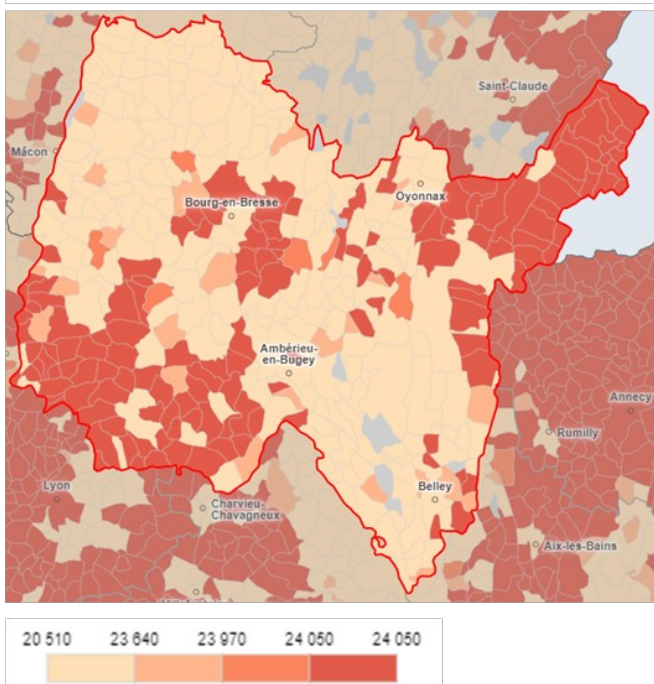 Saint-Claude
Mâcon
Bourg-en-Bresse
Oyonnax
Ambérieu-
en-Bugey
Annecy
Rumilly
Lyon
Belley
Charvieu-
Chavagneux
Aix-les-Bains
20 510 23 640 23 970 24 050 24 050